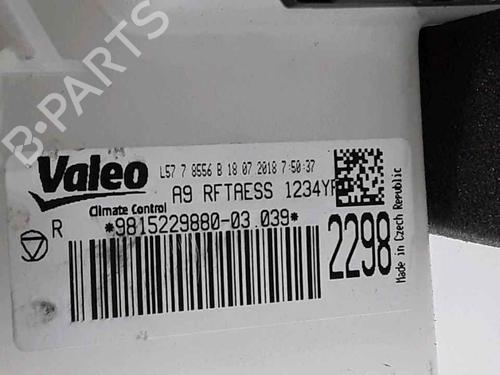 B-PARTS
Valeo
Climate Control
L57 7 8556 B 18 07 2018 7:50:37
A9 RFTAESS 1234YR
R
*9815229880-03.039*
2298
Made in Czech Republic